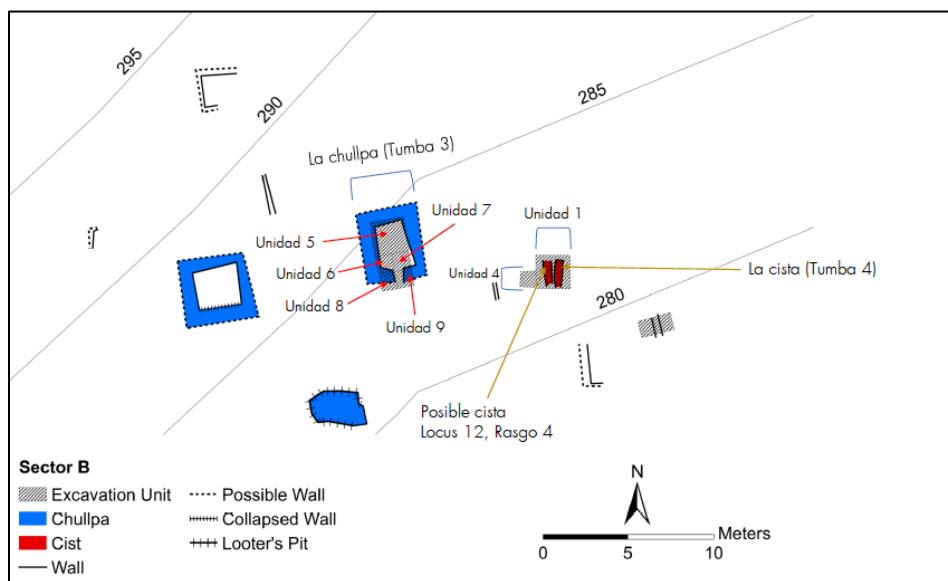 295
290
285
La chullpa (Tumba 3)
Unidad 7
Unidad 1
Unidad 5
Unidad 6
Unidad 4
La cista (Tumba 4)
Unidad 8
Unidad 9
280
Posible cista
Locus 12, Rasgo 4
Sector B
Excavation Unit
Possible Wall
Chullpa
Collapsed Wall
Cist
Looter's Pit
Wall
N
Meters
0 5 10